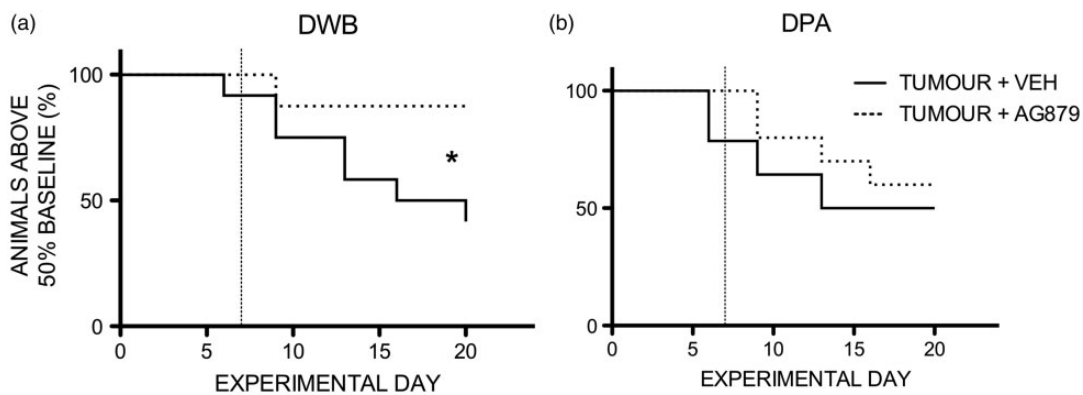 (a)
DWB
ANIMALS ABOVE
50% BASELINE (%)
100
50
0
*
0 5 10 15 20
EXPERIMENTAL DAY
(b)
DPA
100
50
0
TUMOUR + VEH
TUMOUR + AG879
0 5 10 15 20
EXPERIMENTAL DAY